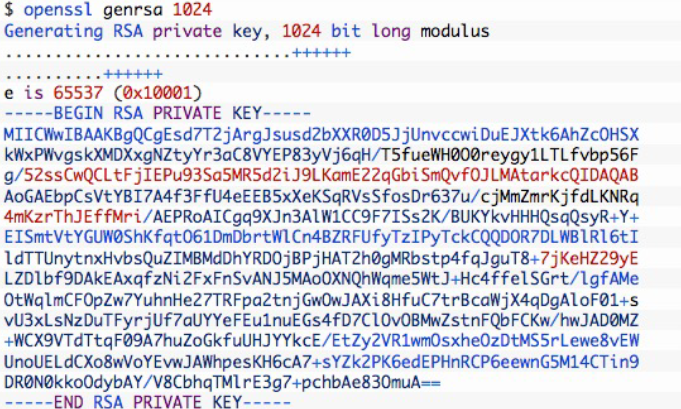 $ openssl genrsa 1024
Generating RSA private key, 1024 bit long modulus
............................++++++
..........++++++
e is 65537 (0x10001)
-----BEGIN RSA PRIVATE KEY-----
MIICWwIBAAKBgQCgEsd7T2jArgJsusd2bXXR0D5JjUnvccwiDuEJXtk6AhZcOHSX
kWxPWvgskXMDXxgNZtyYr3aC8VYEP83yVj6qH/T5fueWH0O0reygy1LTLfvbp56F
g/52ssCwQCLtFjIEPu93Sa5MR5d2iJ9LKamE22qGbiSmQvfOJLMAtarkcQIDAQAB
AoGAEbpCsVtYBI7A4f3FfU4eEEB5xXeKSqRVsSfosDr637u/cjMmZmrKjfdLKNRq
4mKzrThJEffMri/AEPRoAICgq9XJn3AlW1CC9F7ISs2K/BUKYkvHHHQsqQsyR+Y+
EISmtVtYGUW0ShKfqtO61DmDbrtWlCn4BZRFUfyTzIPyTckCQQDOR7DLWBlRl6tI
ldTTUnytnxHvbsQuZIMBMdDhYRDOjBPjHAT2h0gMRbstp4fqJguT8+7jKeHZ29yE
LZDlbf9DAkEAxqfzNi2FxFnSvANJ5MAoOXNQhWqme5WtJ+Hc4ffelSGrt/lgfAMe
OtWqlmCFOpZw7YuhnHe27TRFpa2tnjGwOwJAXi8HfuC7trBcaWjX4qDgAloF01+s
vU3xLsNzDuTFyrjUf7aUYYeFEu1nuEGs4fD7ClOvOBMwZstnFQbFCKw/hwJAD0MZ
+WCX9VTdTtqF09A7huZoGkfuUHJYYkcE/EtZy2VR1wmOsxheOzDtMS5rLewe8vEW
UnoUELdCXo8wVoYEvwJAWhpesKH6cA7+sYZk2PK6edEPHnRCP6eewnG5M14CTin9
DR0N0kkoOdybAY/V8CbhqTMlrE3g7+pchbAe83OmuA==
-----END RSA PRIVATE KEY-----